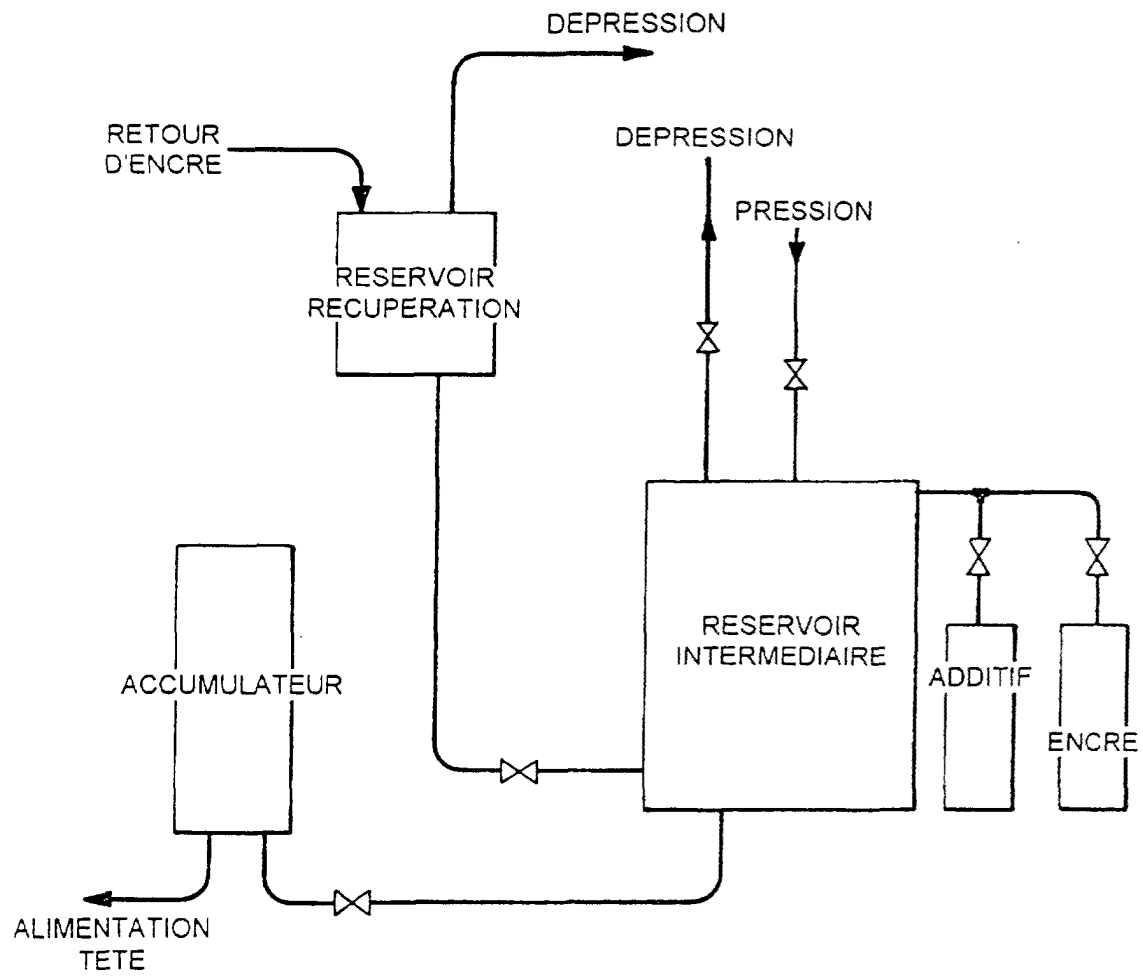 DEPRESSION
RETOUR
D'ENCRE
DEPRESSION
PRESSION
RESERVOIR
RECUPERATION
RESERVOIR
INTERMEDIAIRE
ACCUMULATEUR
ADDITIF
ENCRE
ALIMENTATION
TETE